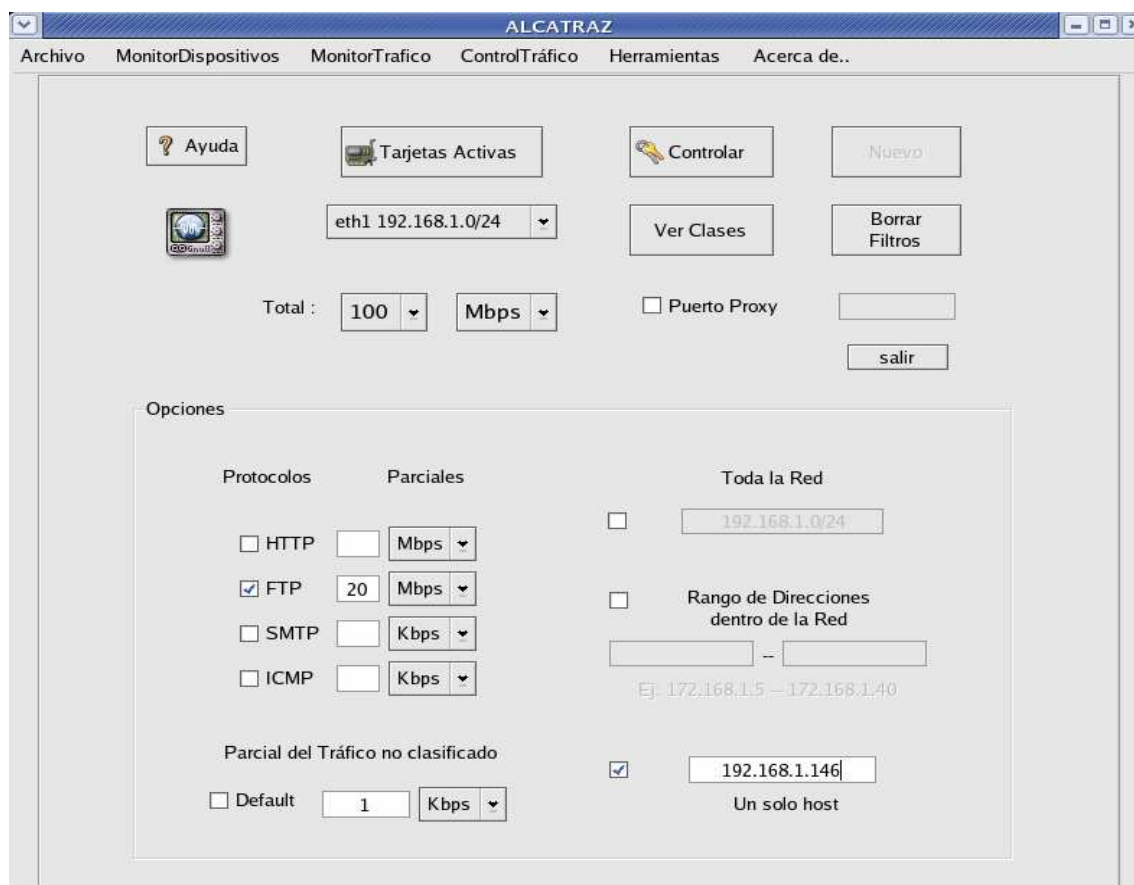 ALCATRAZ
Archivo MonitorDispositivos MonitorTrafico ControlTráfico Herramientas Acerca de..
Ayuda Tarjetas Activas Controlar Nuevo
eth1 192.168.1.0/24 Ver Clases Borrar
Filtros
Total : 100 Mbps Puerto Proxy
salir
Opciones
Protocolos Parciales Toda la Red
192.168.1.0/24
HTTP Mbps
FTP 20 Mbps
Rango de Direcciones
dentro de la Red
SMTP Kbps
--
ICMP Kbps
Ej: 172.168.1.5 -- 172.168.1.40
Parcial del Tráfico no clasificado
192.168.1.146
Default 1 Kbps
Un solo host